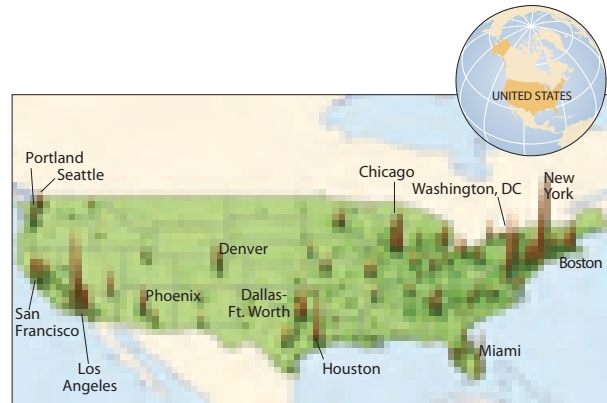 UNITED STATES
Portland
Seattle
Chicago
Washington, DC
New
York
Denver
Boston
Phoenix
Dallas-
Ft. Worth
San
Francisco
Miami
Houston
Los
Angeles